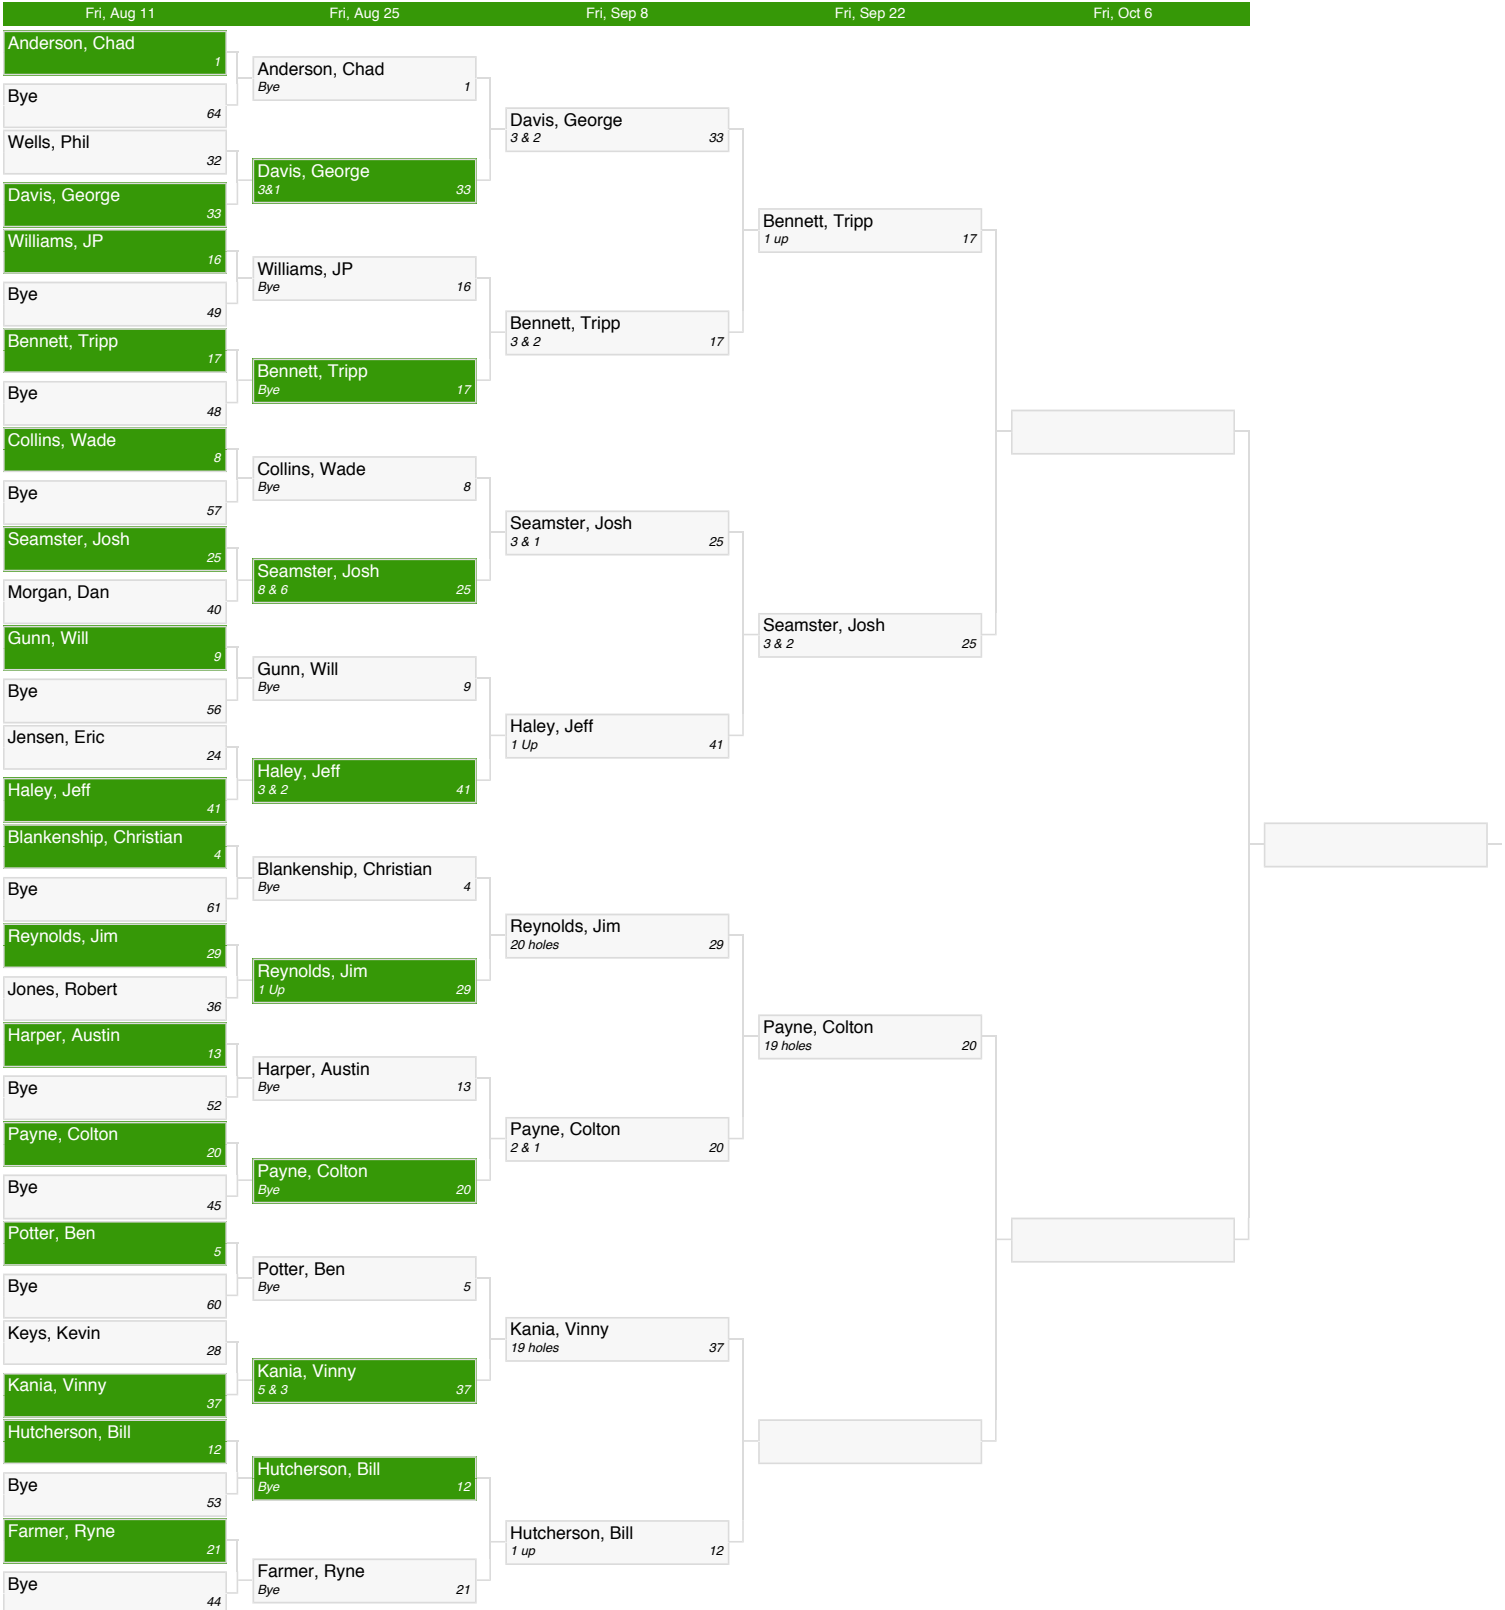 Fri, Aug 11
Fri, Aug 25
Fri, Sep 8
Fri, Sep 22
Fri, Oct 6
Anderson, Chad
1
Bye
64
Wells, Phil
32
Davis, George
33
Williams, JP
16
Bye
49
Bennett, Tripp
17
Bye
48
Collins, Wade
8
Bye
57
Seamster, Josh
25
Morgan, Dan
40
Gunn, Will
9
Bye
56
Jensen, Eric
24
Haley, Jeff
41
Blankenship, Christian
4
Bye
61
Reynolds, Jim
29
Jones, Robert
36
Harper, Austin
13
Bye
52
Payne, Colton
20
Bye
45
Potter, Ben
5
Bye
60
Keys, Kevin
28
Kania, Vinny
37
Hutcherson, Bill
12
Bye
53
Farmer, Ryne
21
Bye
44
Anderson, Chad
Bye 1
Davis, George
3&1 33
Williams, JP
Bye 16
Bennett, Tripp
Bye 17
Collins, Wade
Bye 8
Seamster, Josh
8 & 6 25
Gunn, Will
Bye 9
Haley, Jeff
3 & 2 41
Blankenship, Christian
Bye 4
Reynolds, Jim
1 Up 29
Harper, Austin
Bye 13
Payne, Colton
Bye 20
Potter, Ben
Bye 5
Kania, Vinny
5 & 3 37
Hutcherson, Bill
Bye 12
Farmer, Ryne
Bye 21
Davis, George
3 & 2 33
Bennett, Tripp
3 & 2 17
Seamster, Josh
3 & 1 25
Haley, Jeff
1 Up 41
Reynolds, Jim
20 holes 29
Payne, Colton
2 & 1 20
Kania, Vinny
19 holes 37
Hutcherson, Bill
1 up 12
Bennett, Tripp
1 up 17
Seamster, Josh
3 & 2 25
Payne, Colton
19 holes 20